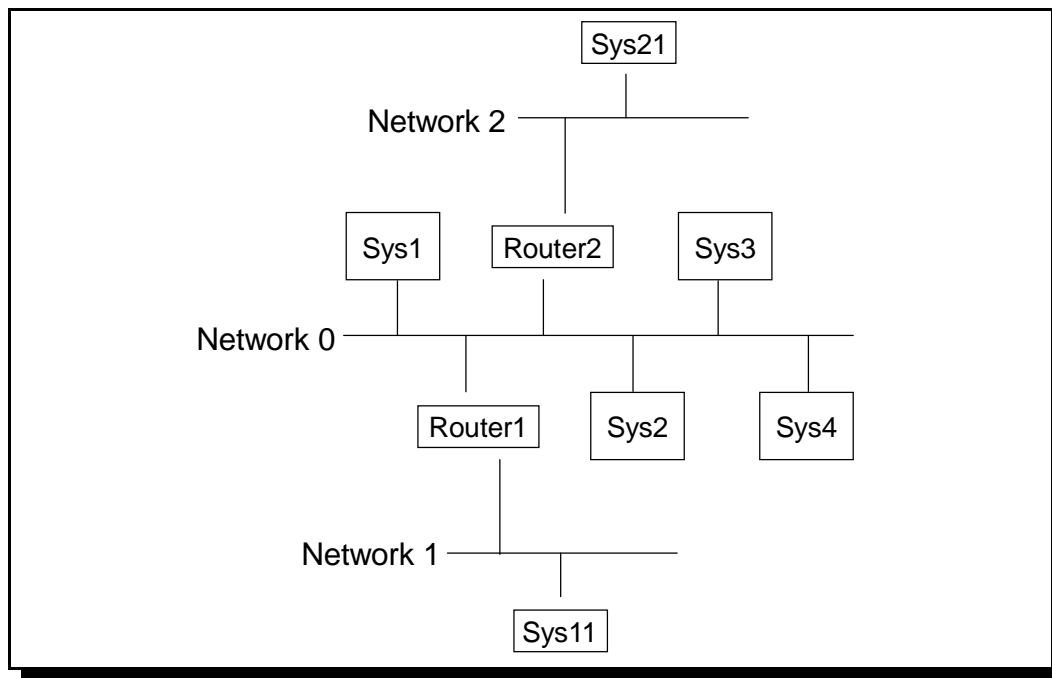 Sys21
Network 2
Sys1
Router2
Sys3
Network 0
Router1
Sys2
Sys4
Network 1
Sys11